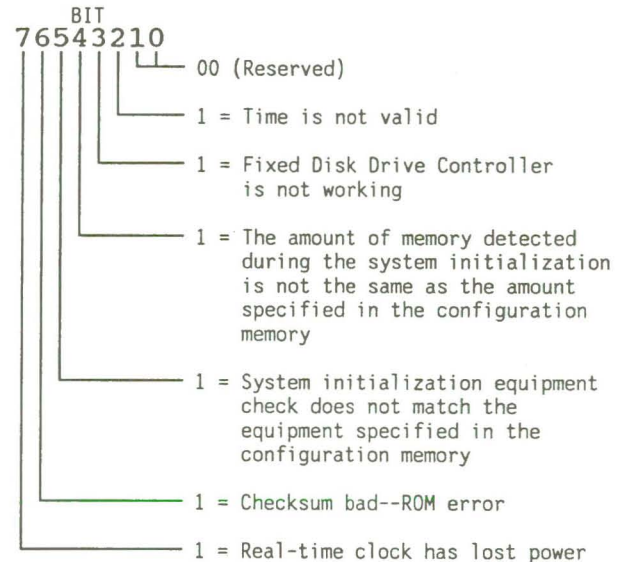 BIT
76543210
00 (Reserved)
1 = Time is not valid
1 = Fixed Disk Drive Controller
is not working
1 = The amount of memory detected
during the system initialization
is not the same as the amount
specified in the configuration
memory
1 = System initialization equipment
check does not match the
equipment specified in the
configuration memory
1 = Checksum bad--ROM error
1 = Real-time clock has lost power